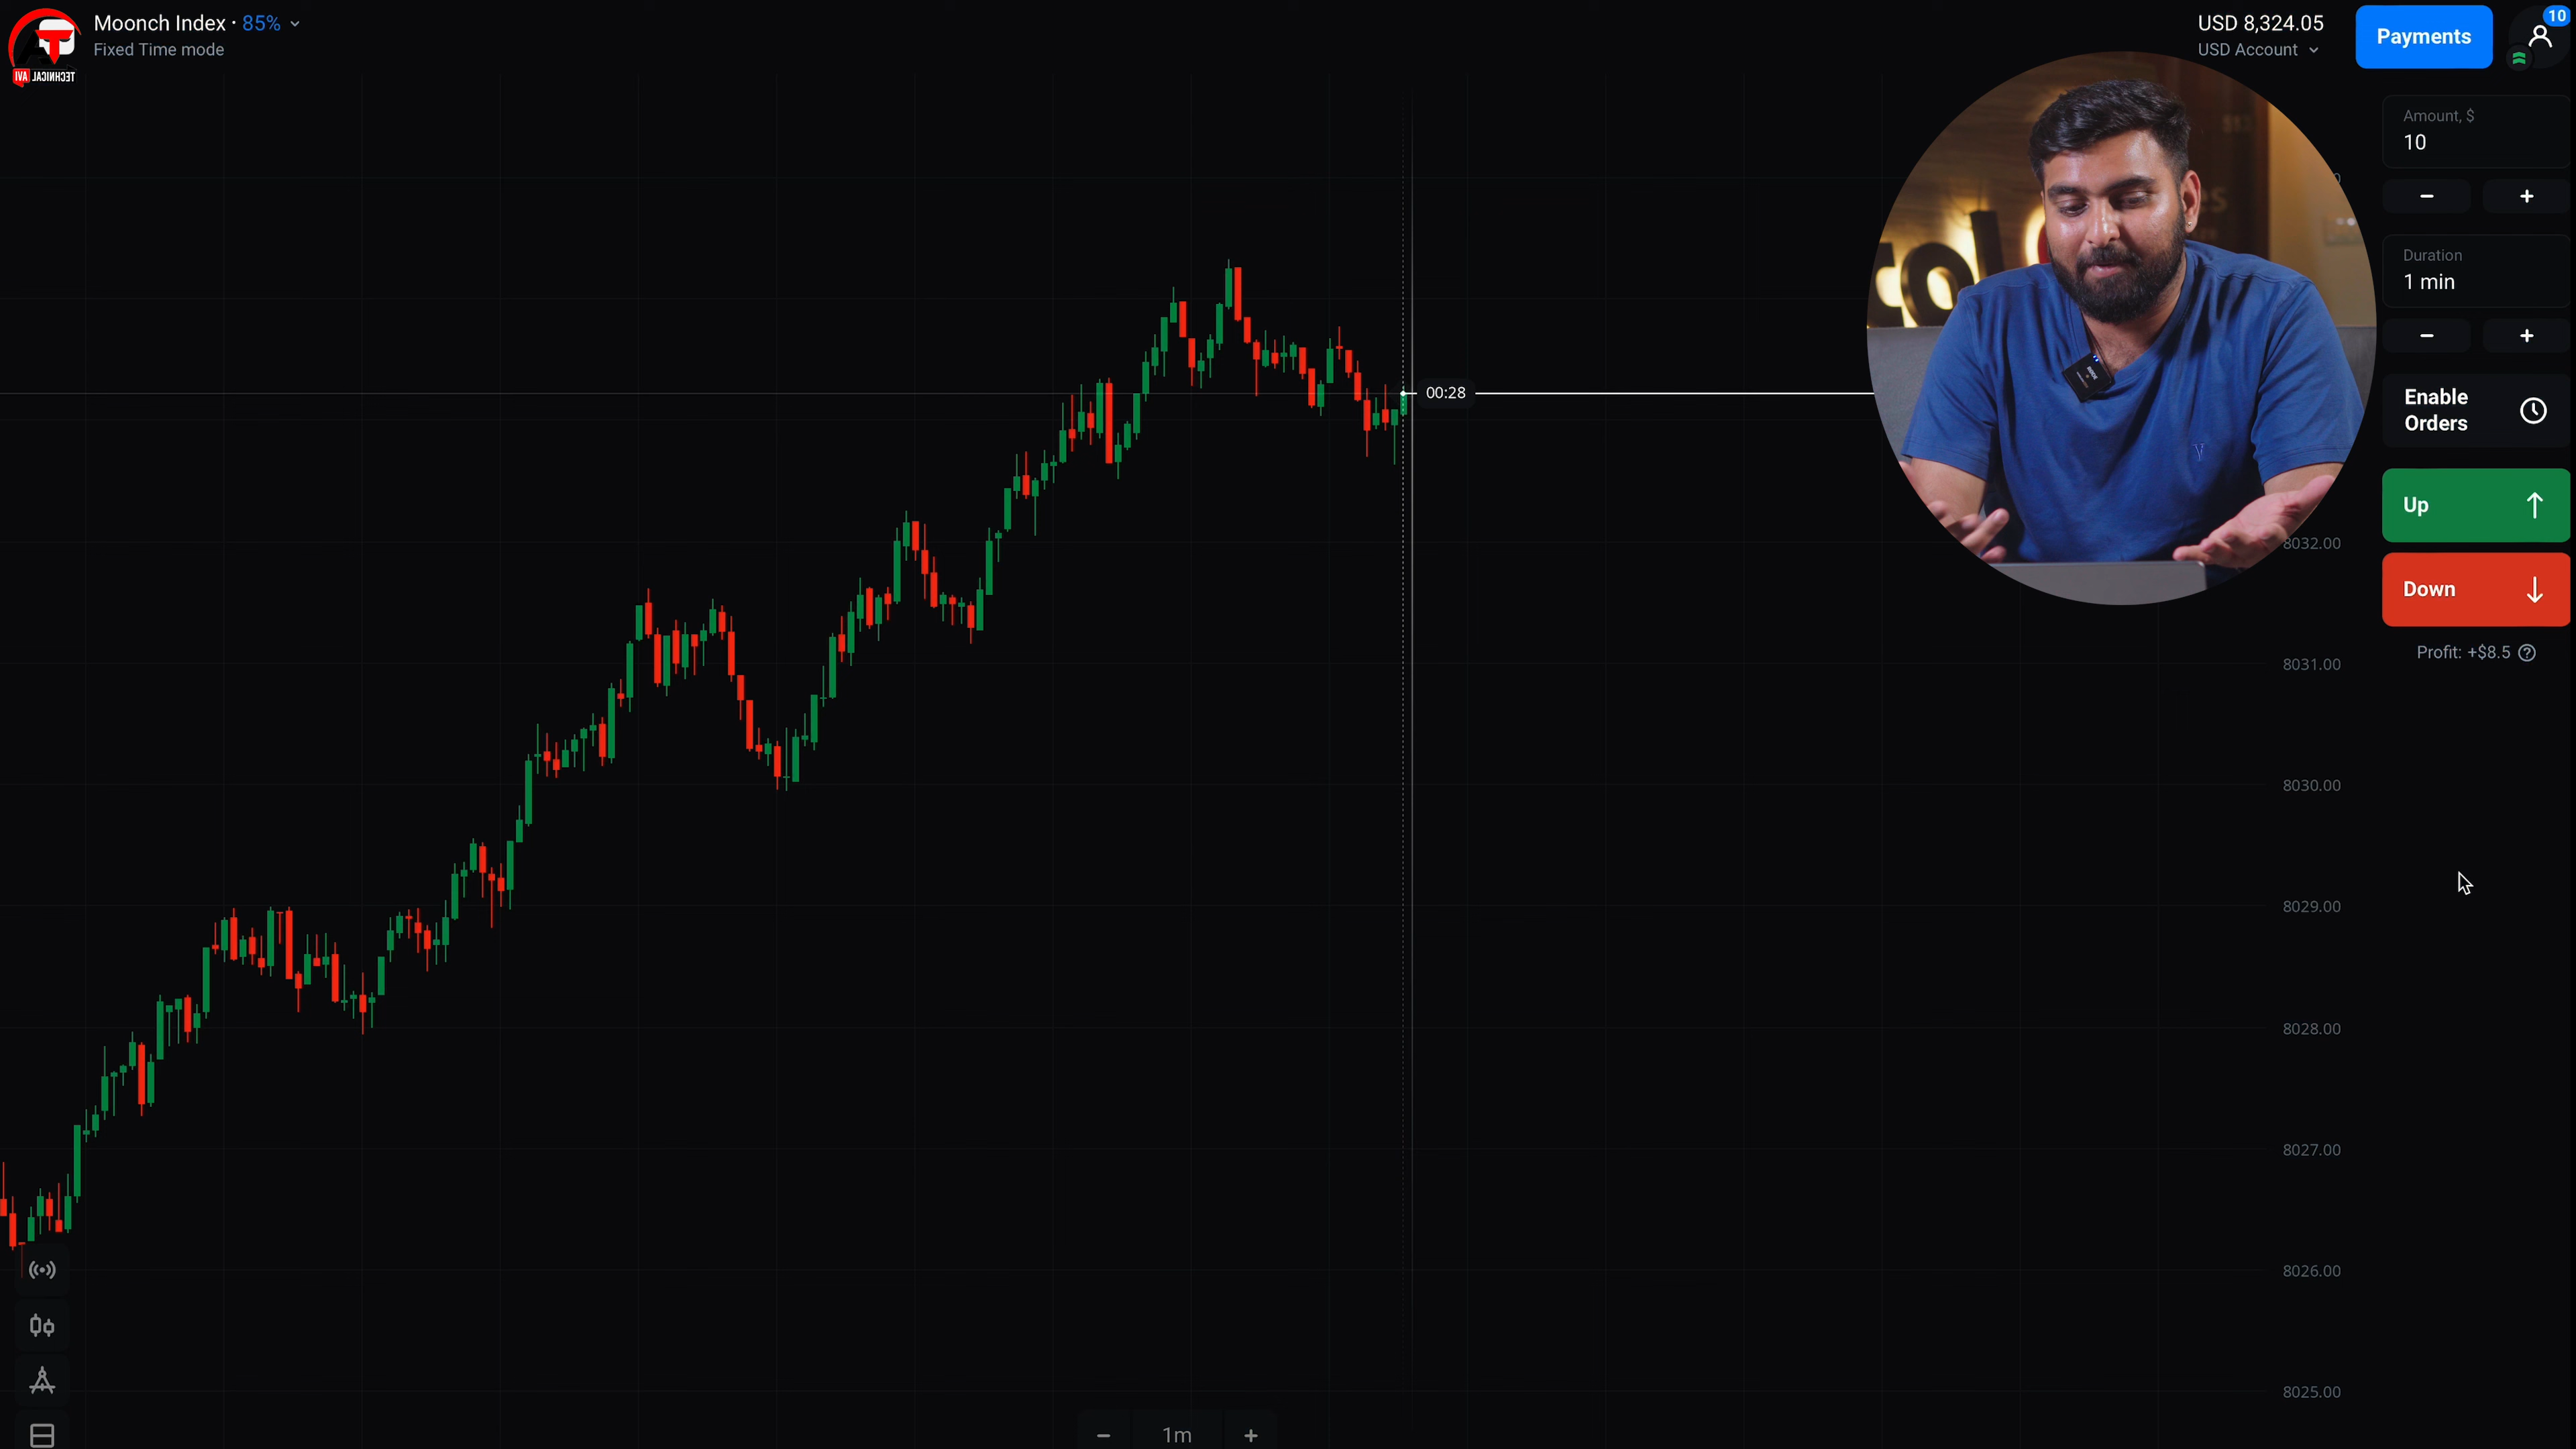 Moonch Index · 85%
Fixed Time mode
TECHNICAL AVI
USD 8,324.05
USD Account
Payments
10
Amount, $
10
− +
Duration
1 min
− +
Enable
Orders
Up
Down
Profit: +$8.5
00:28
8032.00
8031.00
8030.00
8029.00
8028.00
8027.00
8026.00
8025.00
− 1m +